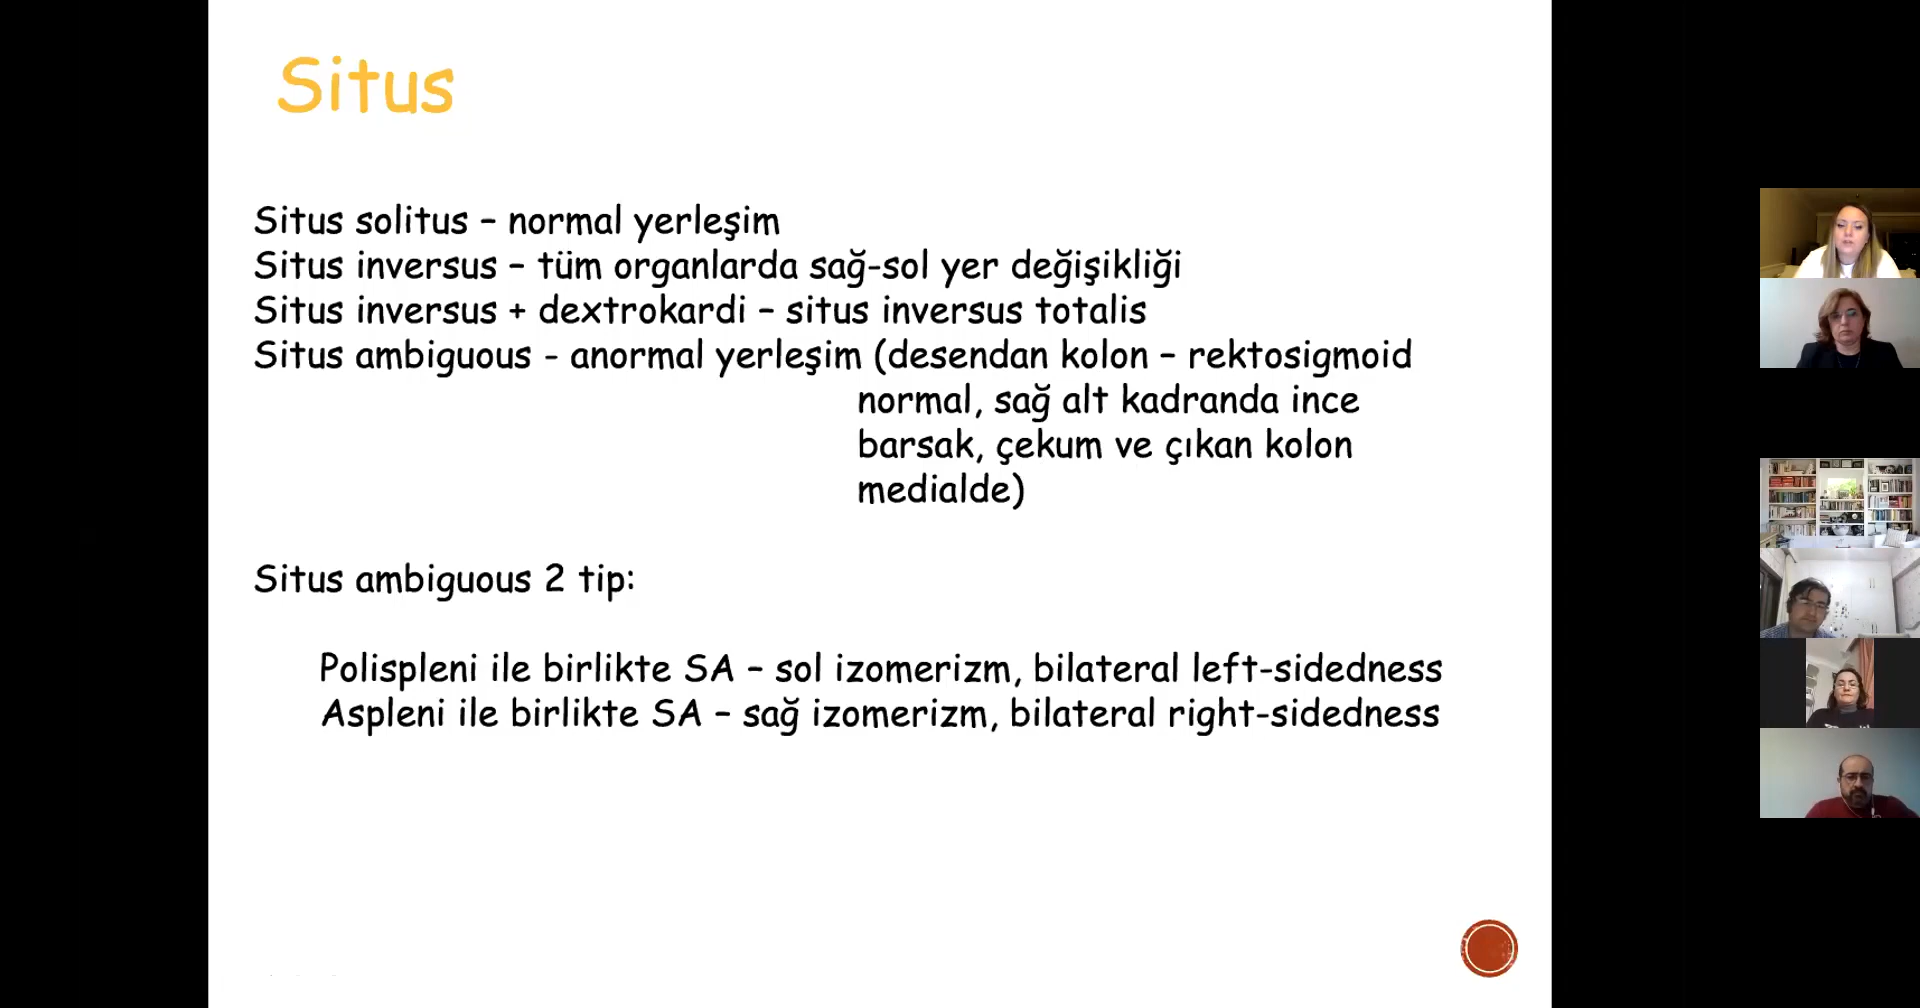 Situs
Situs solitus – normal yerleşim
Situs inversus – tüm organlarda sağ-sol yer değişikliği
Situs inversus + dextrokardi – situs inversus totalis
Situs ambiguous - anormal yerleşim (desendan kolon – rektosigmoid
normal, sağ alt kadranda ince
barsak, çekum ve çıkan kolon
medialde)
Situs ambiguous 2 tip:
Polispleni ile birlikte SA – sol izomerizm, bilateral left-sidedness
Aspleni ile birlikte SA – sağ izomerizm, bilateral right-sidedness